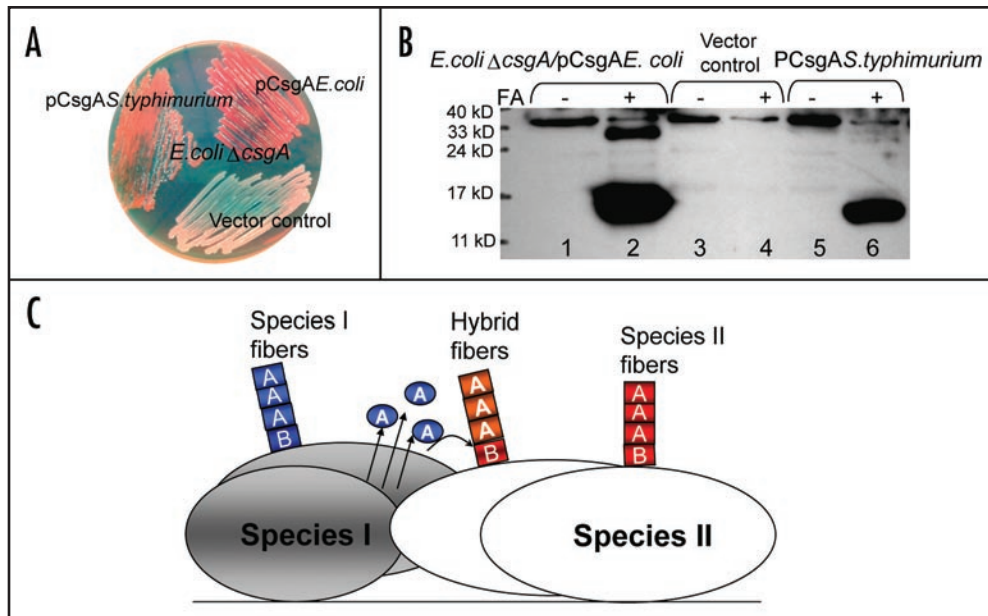 A
pCsgAS.typhimurium
pCsgAE.coli
E.coli ΔcsgA
Vector control
B
E.coli ΔcsgA/pCsgAE. coli
Vector
control
PCsgAS.typhimurium
FA - + - + - +
40 kD
33 kD
24 kD
17 kD
11 kD
1 2 3 4 5 6
C
Species I
fibers
Hybrid
fibers
Species II
fibers
A
A
A
B
A
A
A
A
A
A
B
A
A
A
B
Species I
Species II